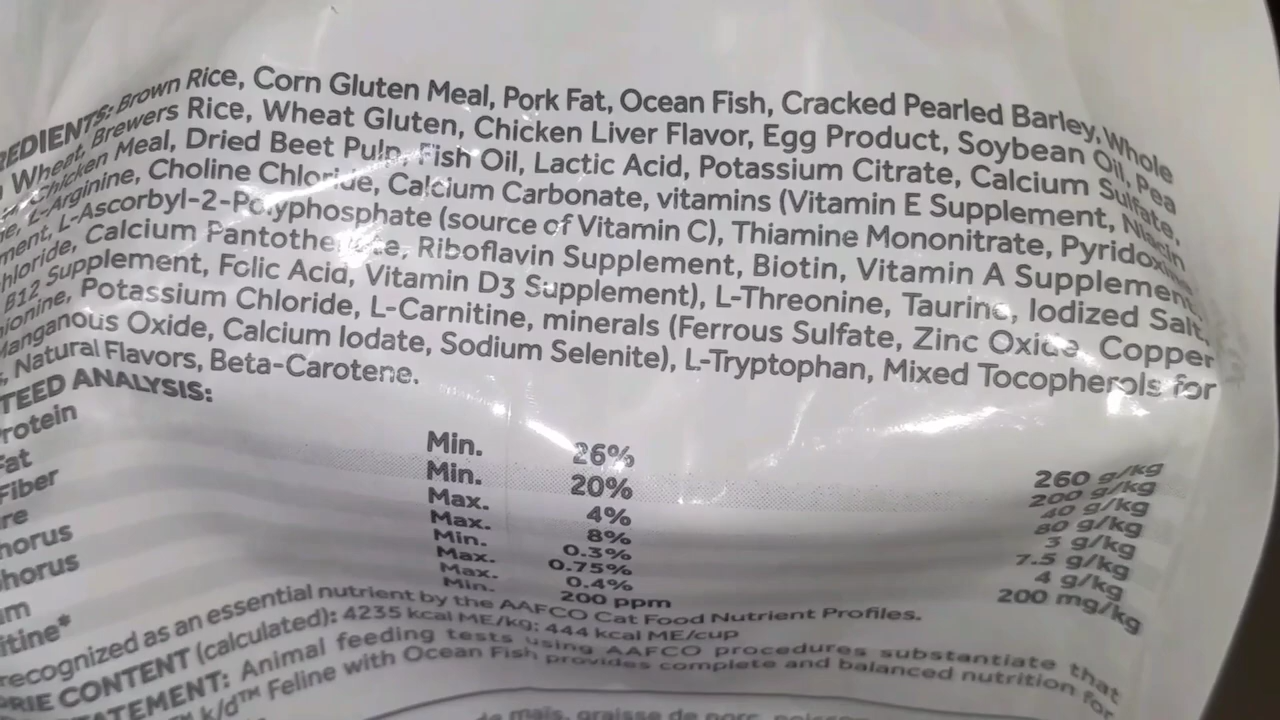 REDIENTS: Brown Rice, Corn Gluten Meal, Pork Fat, Ocean Fish, Cracked Pearled Barley, Whole
Wheat, Brewers Rice, Wheat Gluten, Chicken Liver Flavor, Egg Product, Soybean Oil, Pea
Chicken Meal, Dried Beet Pulp, Fish Oil, Lactic Acid, Potassium Citrate, Calcium Sulfate,
ne, L-Arginine, Choline Chloride, Calcium Carbonate, vitamins (Vitamin E Supplement, Niacin
ment, L-Ascorbyl-2-Polyphosphate (source of Vitamin C), Thiamine Mononitrate, Pyridoxine
hloride, Calcium Pantothenate, Riboflavin Supplement, Biotin, Vitamin A Supplement,
B12 Supplement, Folic Acid, Vitamin D3 Supplement), L-Threonine, Taurine, Iodized Salt,
ionine, Potassium Chloride, L-Carnitine, minerals (Ferrous Sulfate, Zinc Oxide, Copper
Manganous Oxide, Calcium Iodate, Sodium Selenite), L-Tryptophan, Mixed Tocopherols for
, Natural Flavors, Beta-Carotene.
TEED ANALYSIS:
Protein Min. 26% 260 g/kg
Fat Min. 20% 200 g/kg
Fiber Max. 4% 40 g/kg
re Max. 8% 80 g/kg
horus Min. 0.3% 3 g/kg
horus Max. 0.75% 7.5 g/kg
um Max. 0.4% 4 g/kg
itine* Min. 200 ppm 200 mg/kg
recognized as an essential nutrient by the AAFCO Cat Food Nutrient Profiles.
ORIE CONTENT (calculated): 4235 kcal ME/kg; 444 kcal ME/cup
TATEMENT: Animal feeding tests using AAFCO procedures substantiate that
k/d™ Feline with Ocean Fish provides complete and balanced nutrition for
de maïs, graisse de porc, poisson